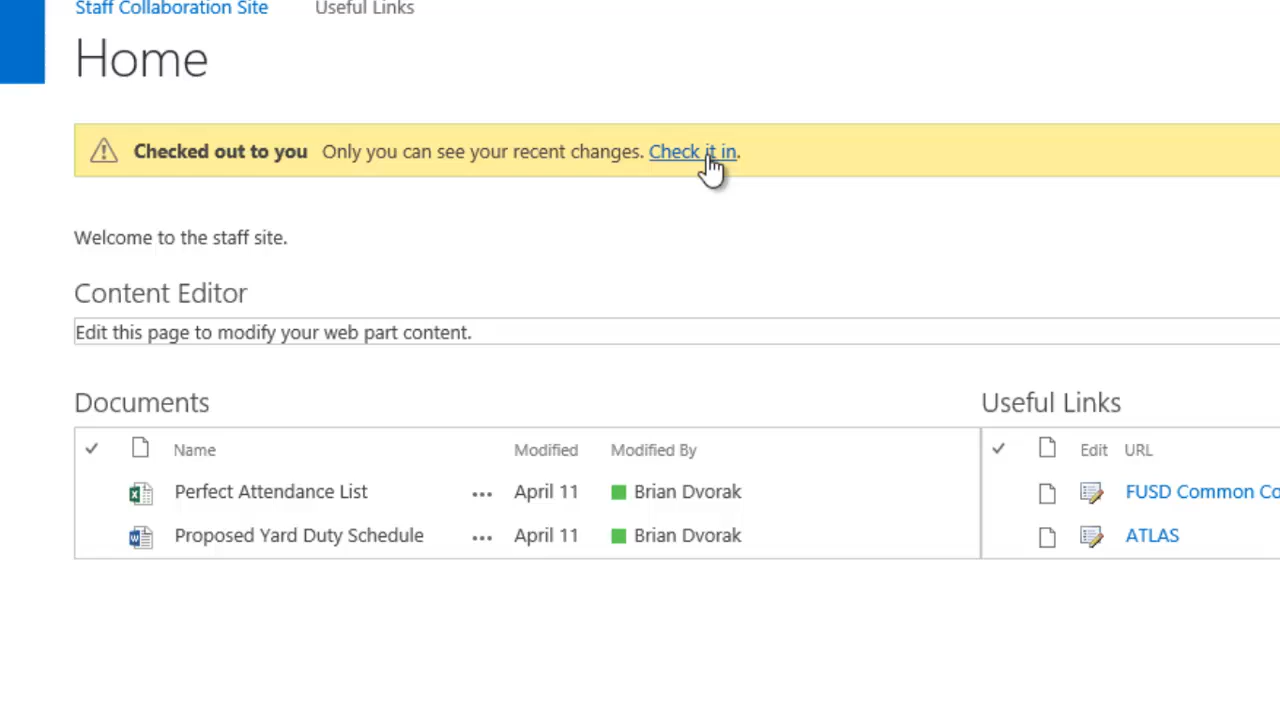 Staff Collaboration Site Useful Links
Home
Checked out to you Only you can see your recent changes. Check it in.
Welcome to the staff site.
Content Editor
Edit this page to modify your web part content.
Documents
Name Modified Modified By
Perfect Attendance List ... April 11 Brian Dvorak
Proposed Yard Duty Schedule ... April 11 Brian Dvorak
Useful Links
Edit URL
FUSD Common Co
ATLAS